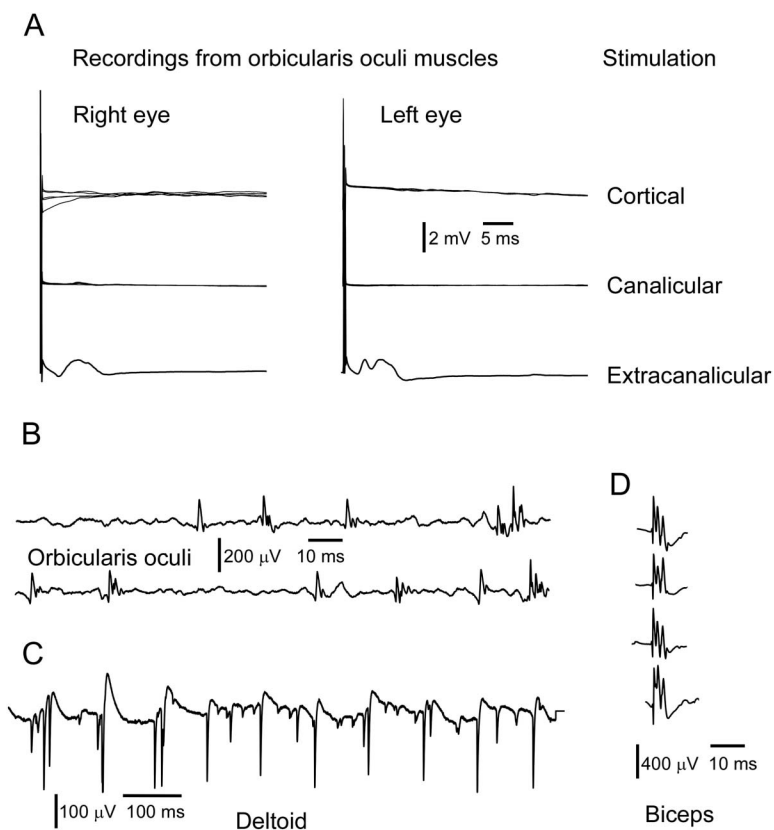 A
Recordings from orbicularis oculi muscles Stimulation
Right eye Left eye
Cortical
2 mV 5 ms
Canalicular
Extracanalicular
B
D
Orbicularis oculi 200 μV 10 ms
C
100 μV 100 ms
Deltoid
400 μV 10 ms
Biceps